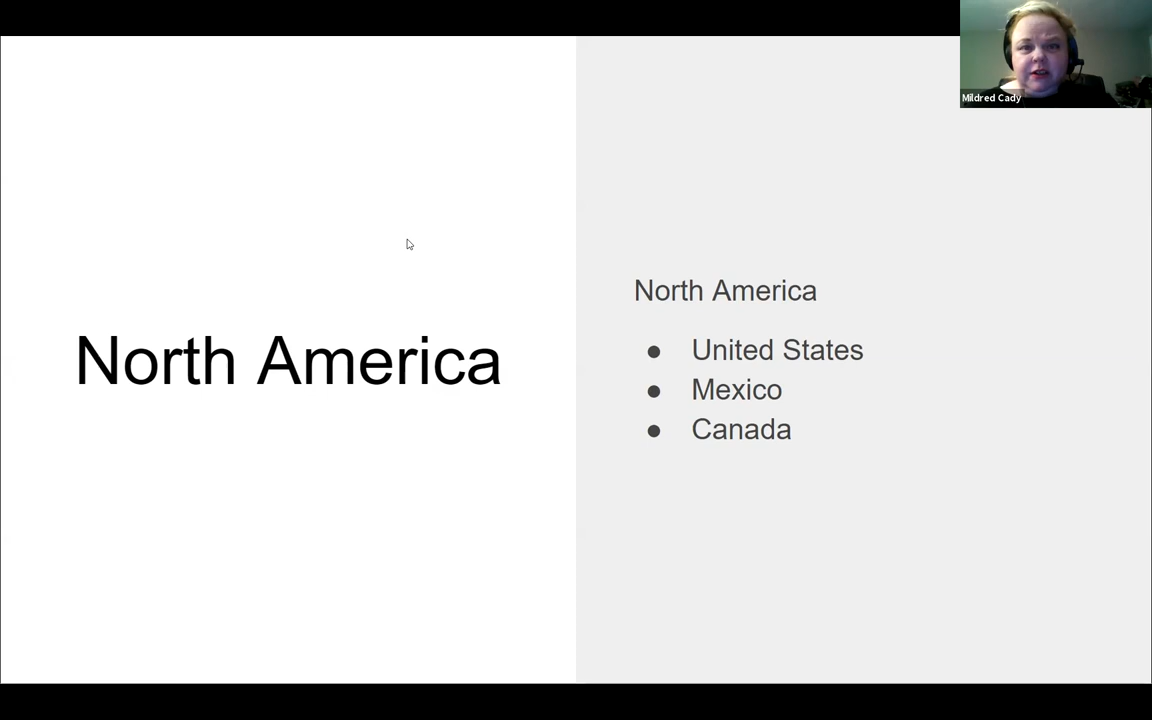 Mildred Cady
North America
North America
● United States
● Mexico
● Canada